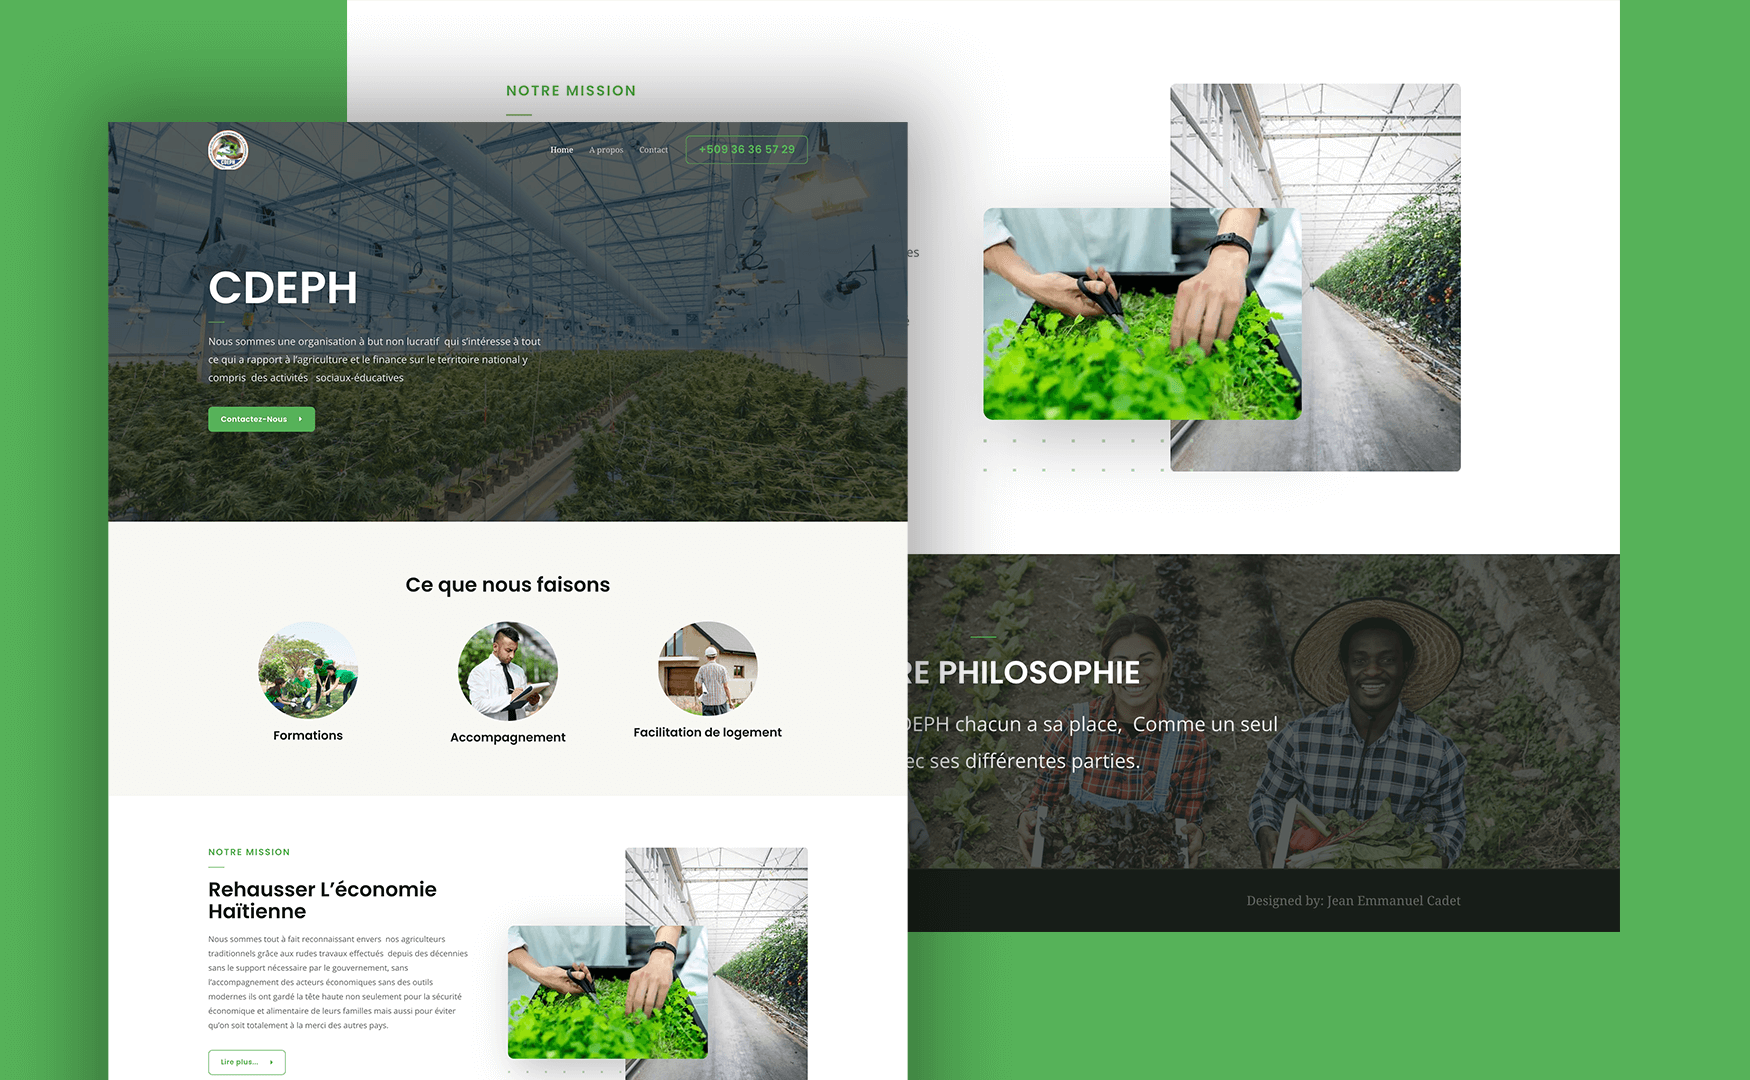 NOTRE MISSION
CDEPH
Home
A propos
Contact
+509 36 36 57 29
CDEPH
Nous sommes une organisation à but non lucratif qui s'intéresse à tout
ce qui a rapport à l'agriculture et le finance sur le territoire national y
compris des activités sociaux-éducatives
Contactez-Nous
es
Ce que nous faisons
Formations
Accompagnement
Facilitation de logement
RE PHILOSOPHIE
DEPH chacun a sa place, Comme un seul
ec ses différentes parties.
Designed by: Jean Emmanuel Cadet
NOTRE MISSION
Rehausser L'économie
Haïtienne
Nous sommes tout à fait reconnaissant envers nos agriculteurs
traditionnels grâce aux rudes travaux effectués depuis des décennies
sans le support nécessaire par le gouvernement, sans
l'accompagnement des acteurs économiques sans des outils
modernes ils ont gardé la tête haute non seulement pour la sécurité
économique et alimentaire de leurs familles mais aussi pour éviter
qu'on soit totalement à la merci des autres pays.
Lire plus...